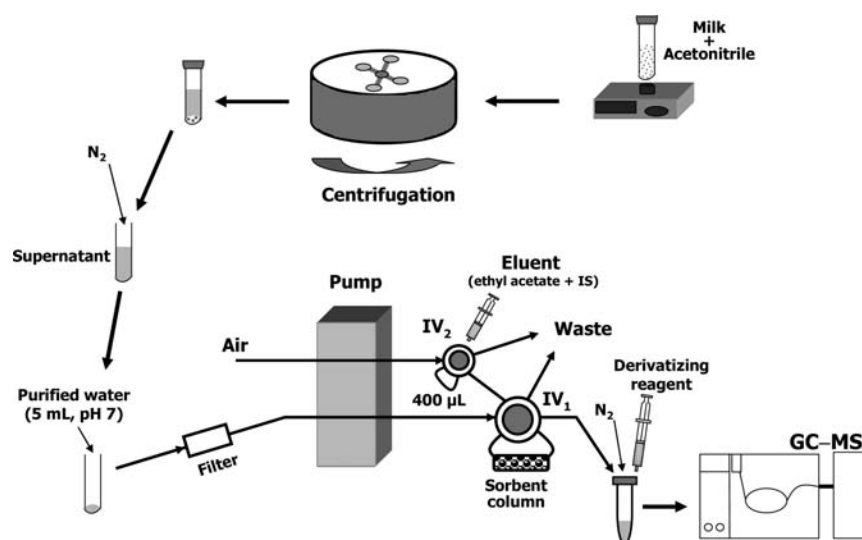 Milk
+
Acetonitrile
Centrifugation
N₂
Supernatant
Pump
Eluent
(ethyl acetate + IS)
IV₂
Waste
Air
Derivatizing
reagent
Purified water
(5 mL, pH 7)
400 µL
IV₁
N₂
Filter
Sorbent
column
GC–MS